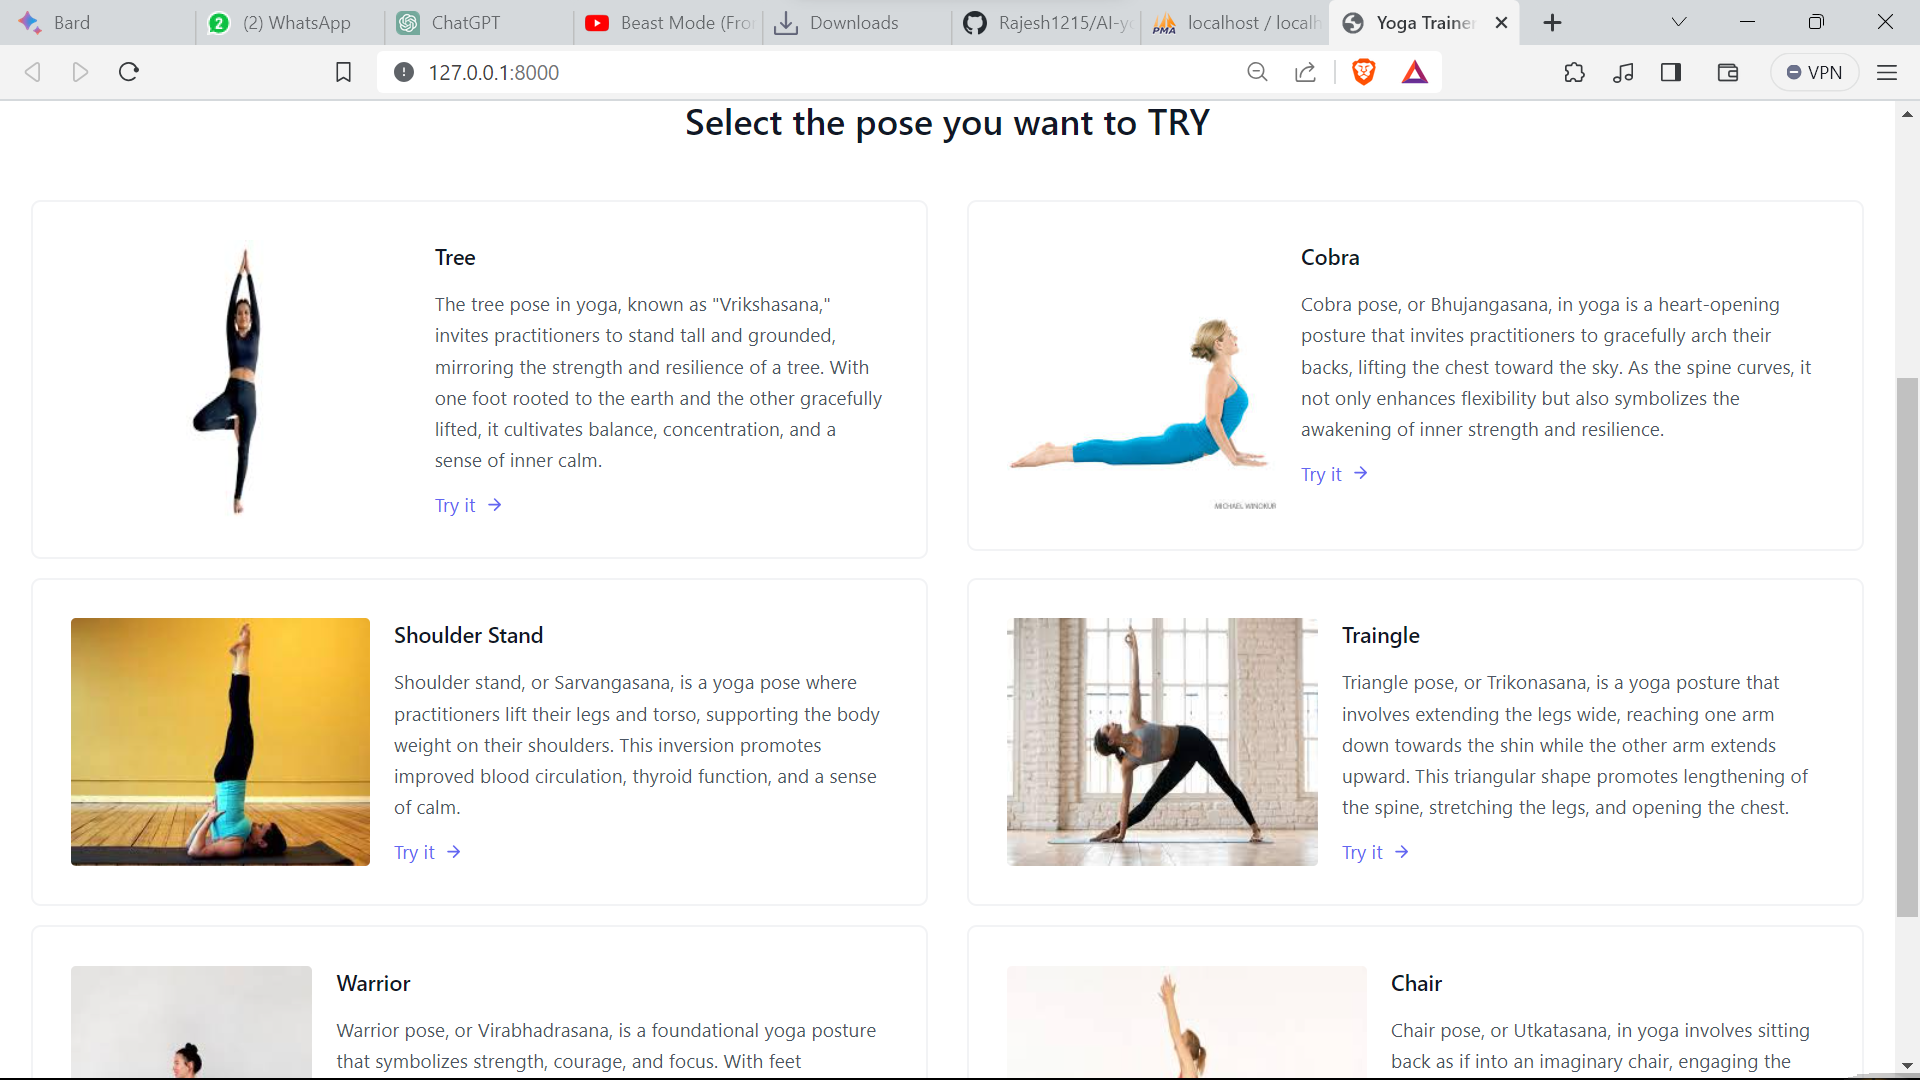 Bard
2
(2) WhatsApp
ChatGPT
Beast Mode (Fro
Downloads
Rajesh1215/AI-y
PMA
localhost / localh
Yoga Trainer
127.0.0.1:8000
VPN
Select the pose you want to TRY
Tree
The tree pose in yoga, known as "Vrikshasana,"
invites practitioners to stand tall and grounded,
mirroring the strength and resilience of a tree. With
one foot rooted to the earth and the other gracefully
lifted, it cultivates balance, concentration, and a
sense of inner calm.
Try it →
Cobra
Cobra pose, or Bhujangasana, in yoga is a heart-opening
posture that invites practitioners to gracefully arch their
backs, lifting the chest toward the sky. As the spine curves, it
not only enhances flexibility but also symbolizes the
awakening of inner strength and resilience.
Try it →
MICHAEL WINOKUR
Shoulder Stand
Shoulder stand, or Sarvangasana, is a yoga pose where
practitioners lift their legs and torso, supporting the body
weight on their shoulders. This inversion promotes
improved blood circulation, thyroid function, and a sense
of calm.
Try it →
Traingle
Triangle pose, or Trikonasana, is a yoga posture that
involves extending the legs wide, reaching one arm
down towards the shin while the other arm extends
upward. This triangular shape promotes lengthening of
the spine, stretching the legs, and opening the chest.
Try it →
Warrior
Warrior pose, or Virabhadrasana, is a foundational yoga posture
that symbolizes strength, courage, and focus. With feet
Chair
Chair pose, or Utkatasana, in yoga involves sitting
back as if into an imaginary chair, engaging the